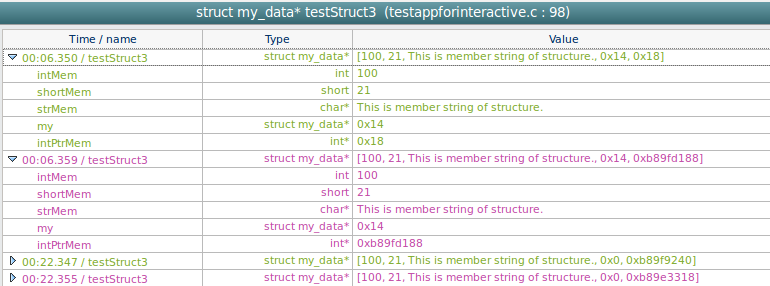 struct my_data* testStruct3 (testappforinteractive.c : 98)
Time / name Type Value
00:06.350 / testStruct3 struct my_data* [100, 21, This is member string of structure., 0x14, 0x18]
intMem int 100
shortMem short 21
strMem char* This is member string of structure.
my struct my_data* 0x14
intPtrMem int* 0x18
00:06.359 / testStruct3 struct my_data* [100, 21, This is member string of structure., 0x14, 0xb89fd188]
intMem int 100
shortMem short 21
strMem char* This is member string of structure.
my struct my_data* 0x14
intPtrMem int* 0xb89fd188
00:22.347 / testStruct3 struct my_data* [100, 21, This is member string of structure., 0x0, 0xb89f9240]
00:22.355 / testStruct3 struct my_data* [100, 21, This is member string of structure., 0x0, 0xb89e3318]